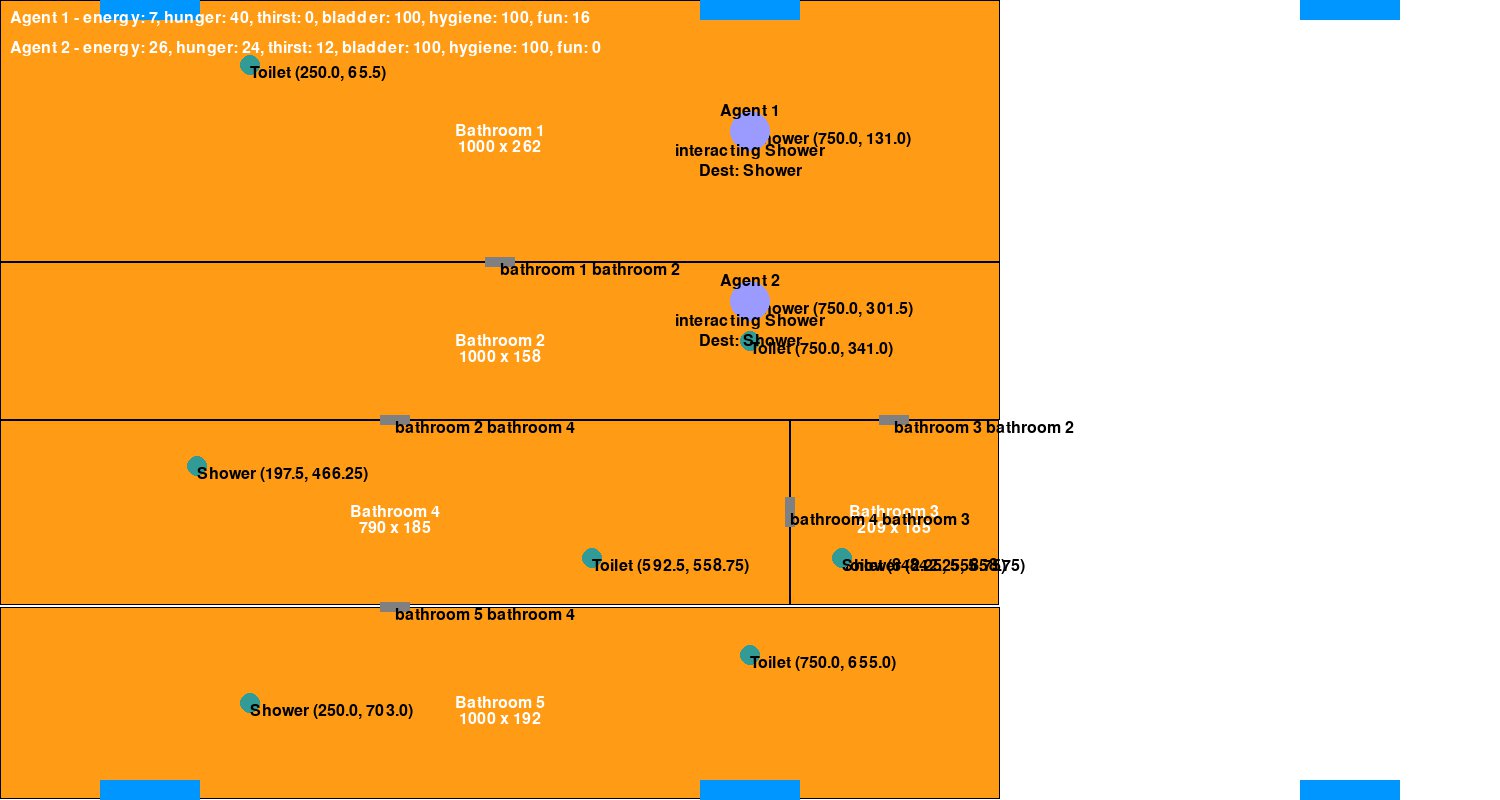 Agent 1 - energy: 7, hunger: 40, thirst: 0, bladder: 100, hygiene: 100, fun: 16
Agent 2 - energy: 26, hunger: 24, thirst: 12, bladder: 100, hygiene: 100, fun: 0
Toilet (250.0, 65.5)
Agent 1
Bathroom 1
1000 x 262
(750.0, 131.0)
interacting Shower
Dest: Shower
bathroom 1 bathroom 2
Agent 2
(750.0, 301.5)
interacting Shower
Bathroom 2
1000 x 158
Dest: Shower
Toilet (750.0, 341.0)
bathroom 2 bathroom 4
bathroom 3 bathroom 2
Shower (197.5, 466.25)
Bathroom 4
790 x 185
Bathroom 3
bathroom 4 bathroom 3
Toilet (592.5, 558.75)
bathroom 5 bathroom 4
Toilet (750.0, 655.0)
Shower (250.0, 703.0)
Bathroom 5
1000 x 192